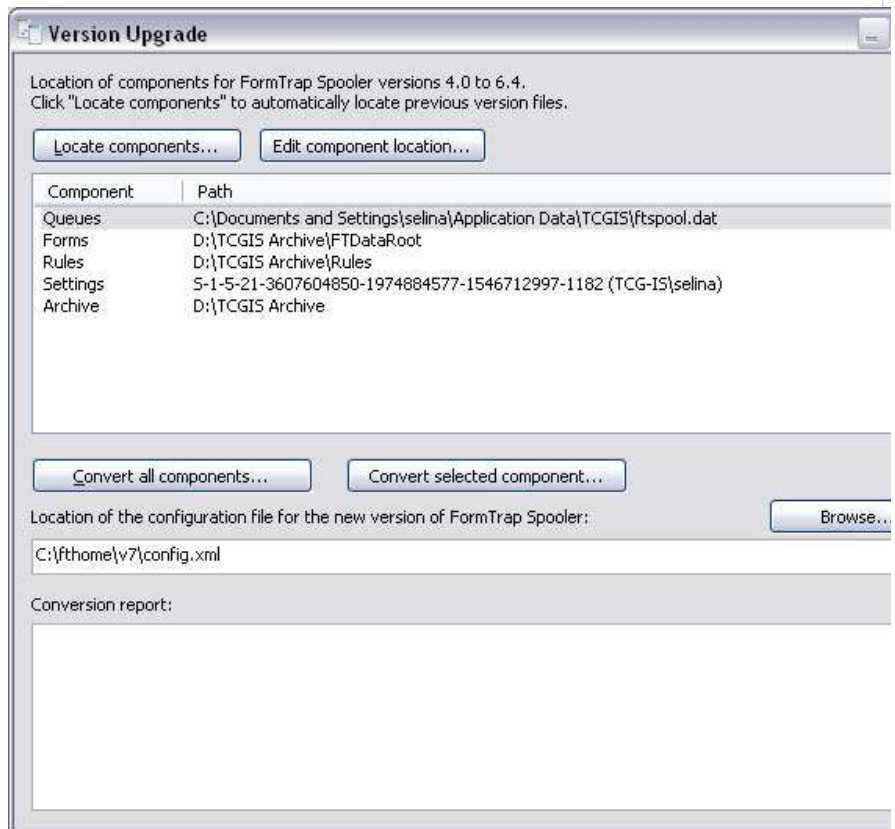 Version Upgrade
Location of components for FormTrap Spooler versions 4.0 to 6.4.
Click "Locate components" to automatically locate previous version files.
Locate components... Edit component location...
Component Path
Queues C:\Documents and Settings\selina\Application Data\TCGIS\ftspool.dat
Forms D:\TCGIS Archive\FTDataRoot
Rules D:\TCGIS Archive\Rules
Settings S-1-5-21-3607604850-1974884577-1546712997-1182 (TCG-IS\selina)
Archive D:\TCGIS Archive
Convert all components... Convert selected component...
Location of the configuration file for the new version of FormTrap Spooler: Browse...
C:\fthome\v7\config.xml
Conversion report: